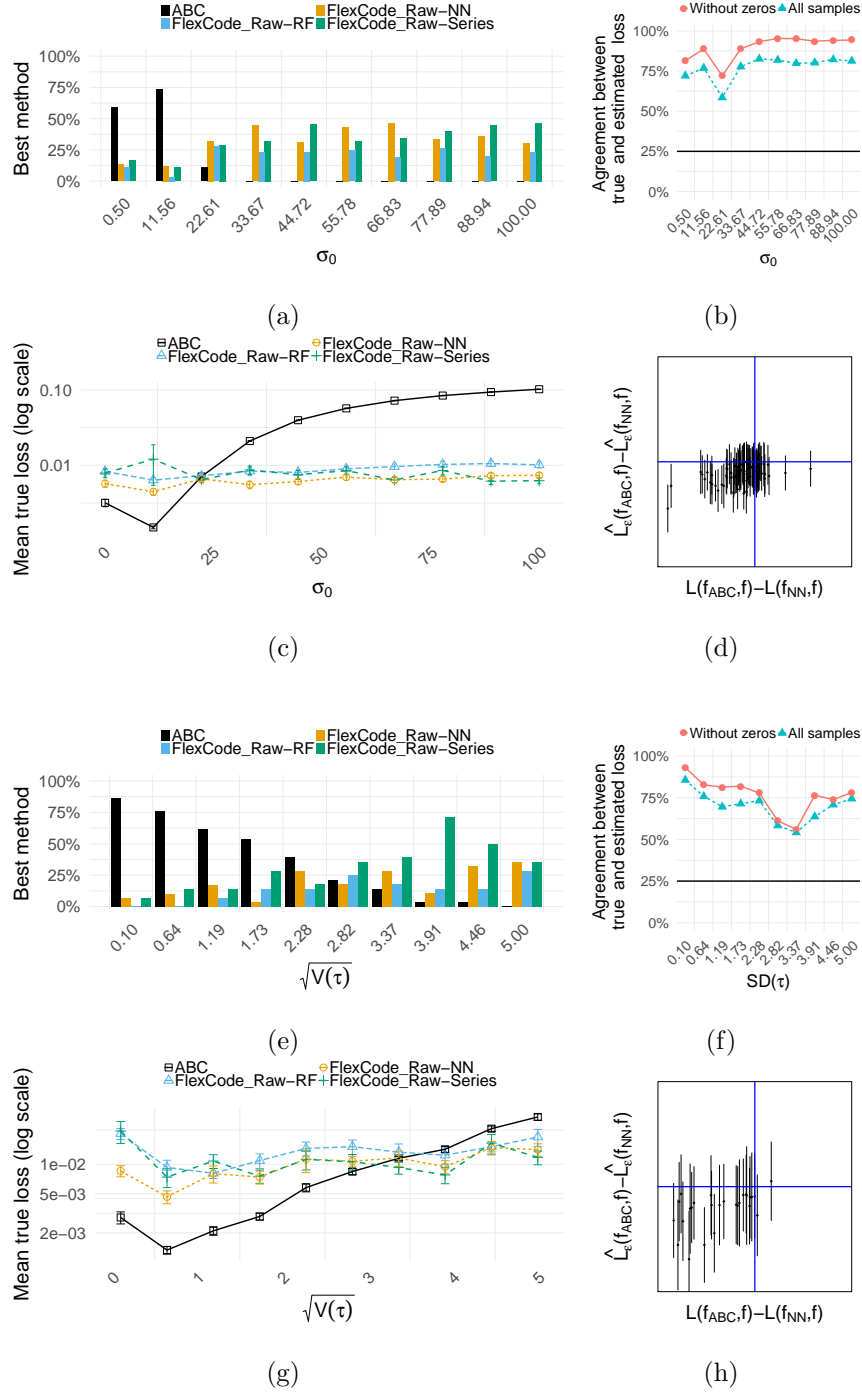 ABC
FlexCode_Raw−NN
FlexCode_Raw−RF
FlexCode_Raw−Series
100%
75%
50%
25%
0%
Best method
0.50
11.56
22.61
33.67
44.72
55.78
66.83
77.89
88.94
100.00
σ0
(a)
Without zeros
All samples
100%
75%
50%
25%
0%
Agreement between
true and estimated loss
0.50
11.56
22.61
33.67
44.72
55.78
66.83
77.89
88.94
100.00
σ0
(b)
ABC
FlexCode_Raw−NN
FlexCode_Raw−RF
FlexCode_Raw−Series
0.10
0.01
Mean true loss (log scale)
0
25
50
75
100
σ0
(c)
L̂ε(fABC,f)−L̂ε(fNN,f)
L(fABC,f)−L(fNN,f)
(d)
ABC
FlexCode_Raw−NN
FlexCode_Raw−RF
FlexCode_Raw−Series
100%
75%
50%
25%
0%
Best method
0.10
0.64
1.19
1.73
2.28
2.82
3.37
3.91
4.46
5.00
√V(τ)
(e)
Without zeros
All samples
100%
75%
50%
25%
0%
Agreement between
true and estimated loss
0.10
0.64
1.19
1.73
2.28
2.82
3.37
3.91
4.46
5.00
SD(τ)
(f)
ABC
FlexCode_Raw−NN
FlexCode_Raw−RF
FlexCode_Raw−Series
1e−02
5e−03
2e−03
Mean true loss (log scale)
0
1
2
3
4
5
√V(τ)
(g)
L̂ε(fABC,f)−L̂ε(fNN,f)
L(fABC,f)−L(fNN,f)
(h)